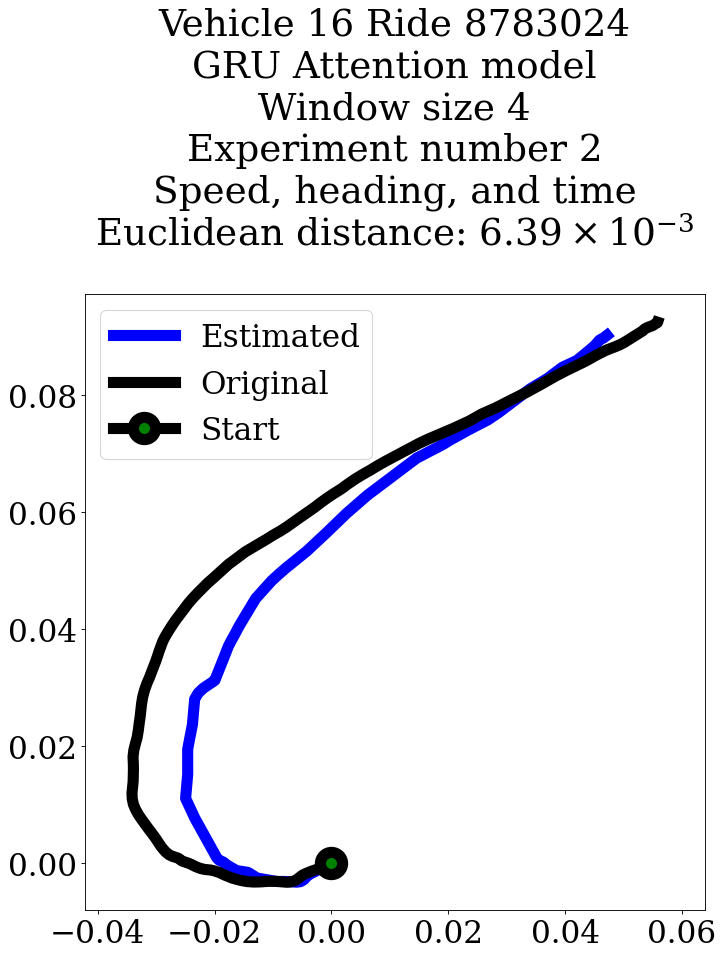 Vehicle 16 Ride 8783024
GRU Attention model
Window size 4
Experiment number 2
Speed, heading, and time
Euclidean distance: 6.39 × 10⁻³
Estimated
Original
Start
0.08
0.06
0.04
0.02
0.00
−0.04 −0.02 0.00 0.02 0.04 0.06